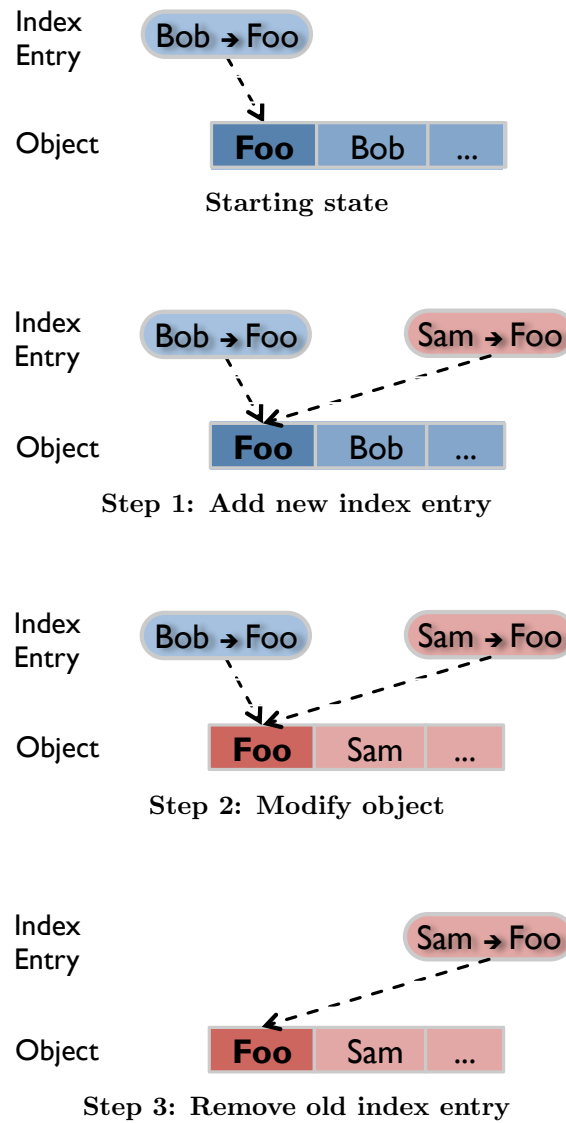 Index
Entry
Bob → Foo
Object
Foo Bob ...
Starting state
Index
Entry
Bob → Foo Sam → Foo
Object
Foo Bob ...
Step 1: Add new index entry
Index
Entry
Bob → Foo Sam → Foo
Object
Foo Sam ...
Step 2: Modify object
Index
Entry
Sam → Foo
Object
Foo Sam ...
Step 3: Remove old index entry